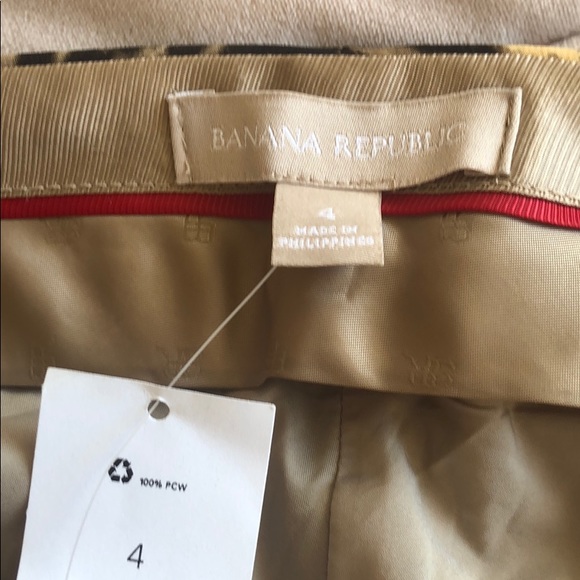 BANANA REPUBLIC
4
MADE IN
PHILIPPINES
100% PCW
4